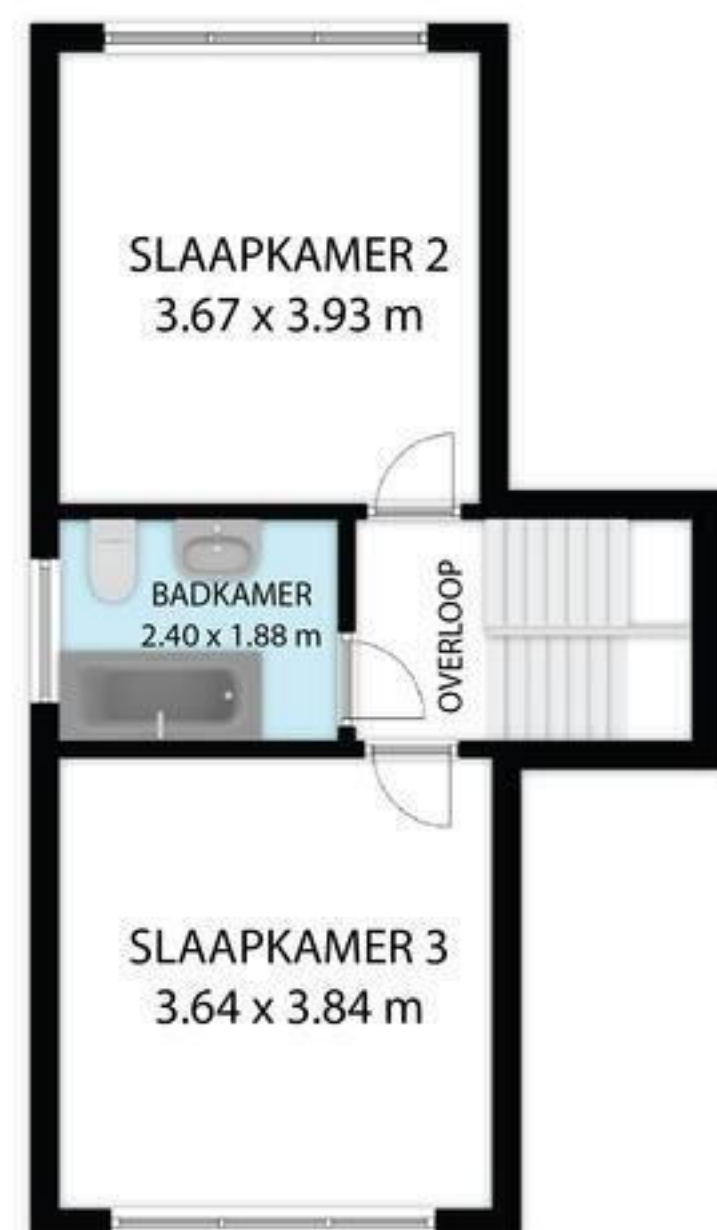 SLAAPKAMER 2
3.67 x 3.93 m
BADKAMER
2.40 x 1.88 m
OVERLOOP
SLAAPKAMER 3
3.64 x 3.84 m